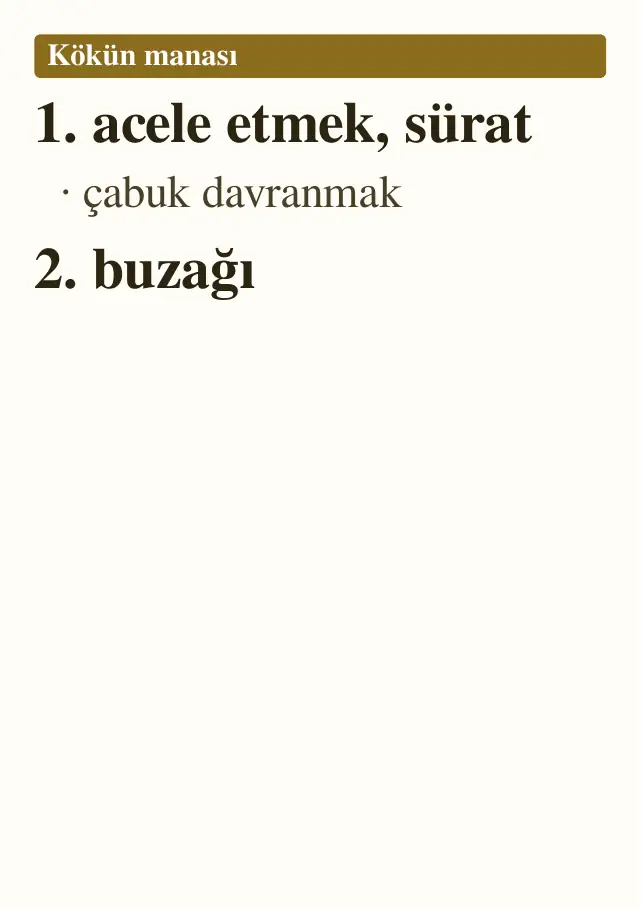 Kökün manası
1. acele etmek, sürat
· çabuk davranmak
2. buzağı